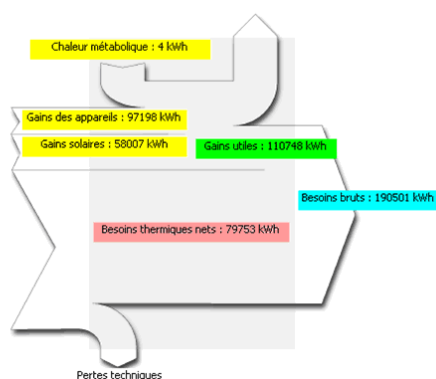 Chaleur métabolique : 4 kWh
Gains des appareils : 97198 kWh
Gains solaires : 58007 kWh
Gains utiles : 110748 kWh
Besoins bruts : 190501 kWh
Besoins thermiques nets : 79753 kWh
Pertes techniques